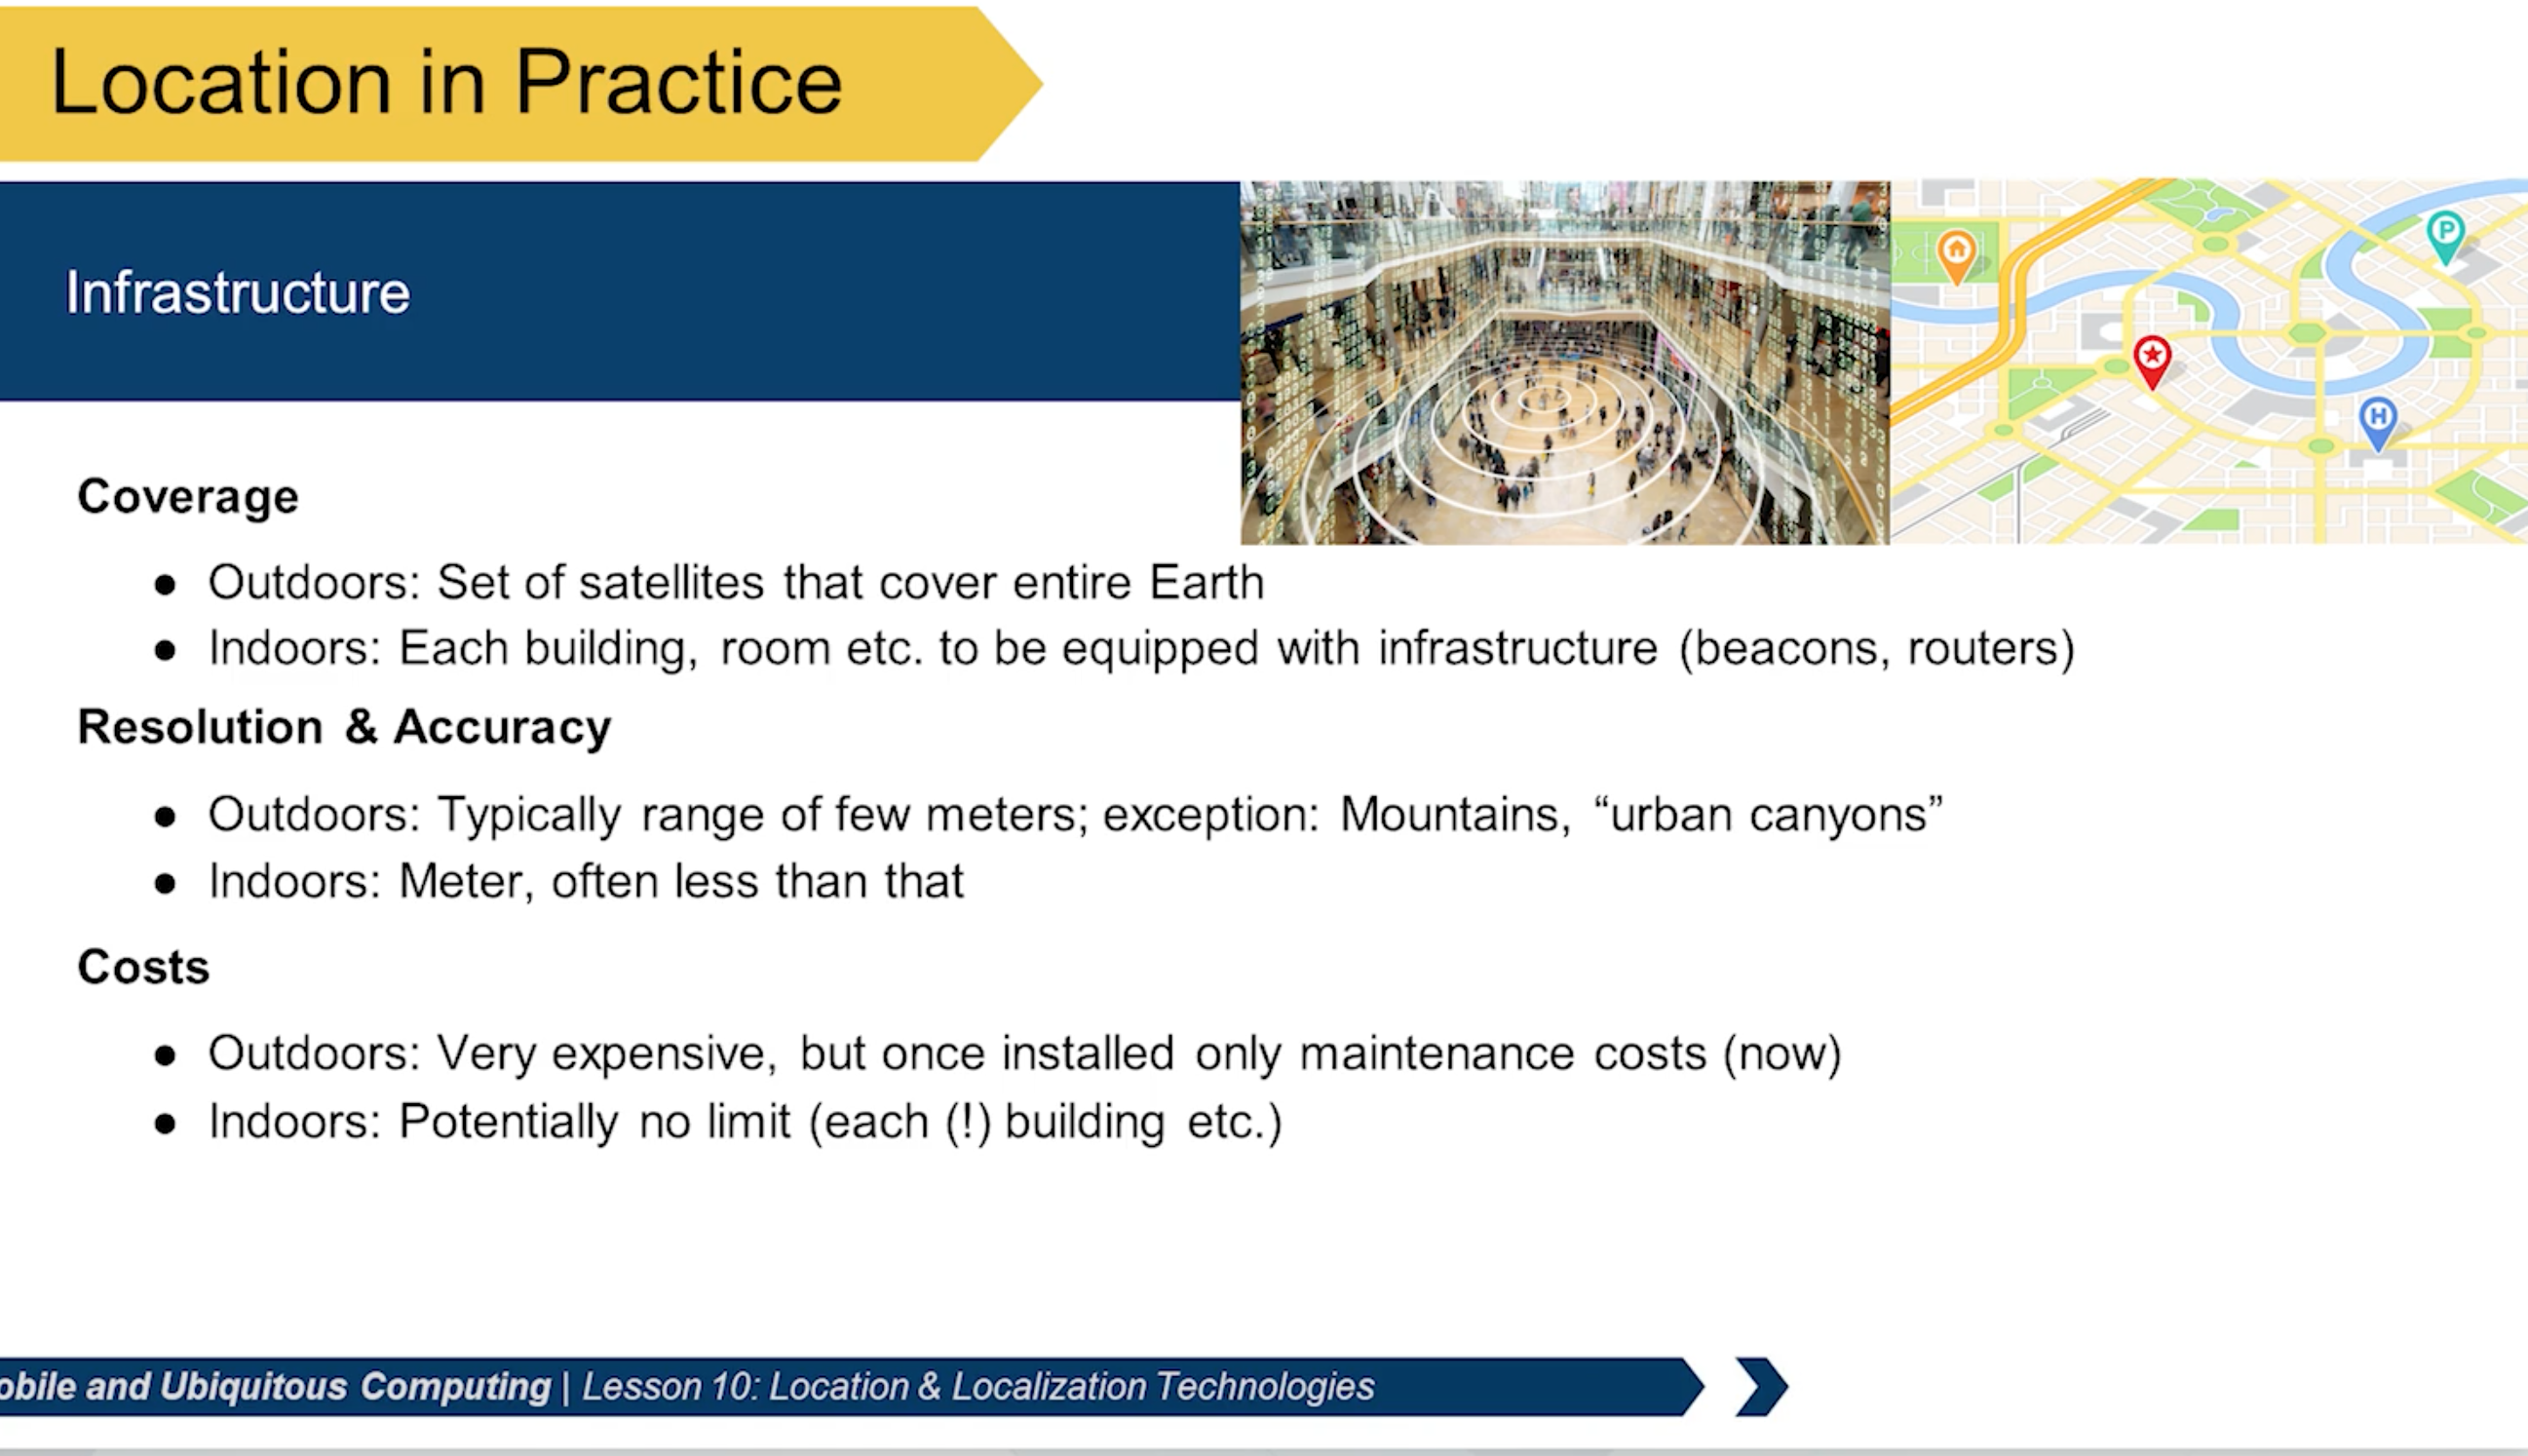 Location in Practice
Infrastructure
Coverage
● Outdoors: Set of satellites that cover entire Earth
● Indoors: Each building, room etc. to be equipped with infrastructure (beacons, routers)
Resolution & Accuracy
● Outdoors: Typically range of few meters; exception: Mountains, “urban canyons”
● Indoors: Meter, often less than that
Costs
● Outdoors: Very expensive, but once installed only maintenance costs (now)
● Indoors: Potentially no limit (each (!) building etc.)
obile and Ubiquitous Computing | Lesson 10: Location & Localization Technologies
P
H